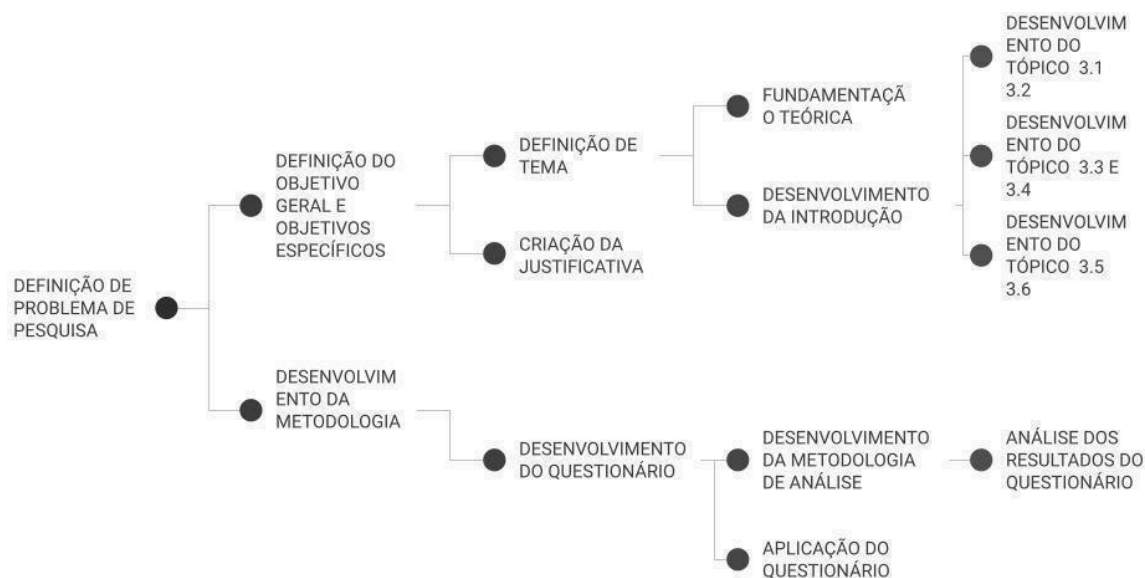 DEFINIÇÃO DE
PROBLEMA DE
PESQUISA
DEFINIÇÃO DO
OBJETIVO
GERAL E
OBJETIVOS
ESPECÍFICOS
DEFINIÇÃO DE
TEMA
FUNDAMENTAÇÃ
O TEÓRICA
DESENVOLVIMENTO
DA INTRODUÇÃO
DESENVOLVIM
ENTO DO
TÓPICO 3.1
3.2
DESENVOLVIM
ENTO DO
TÓPICO 3.3 E
3.4
DESENVOLVIM
ENTO DO
TÓPICO 3.5
3.6
CRIAÇÃO DA
JUSTIFICATIVA
DESENVOLVIM
ENTO DA
METODOLOGIA
DESENVOLVIMENTO
DO QUESTIONÁRIO
DESENVOLVIMENTO
DA METODOLOGIA
DE ANÁLISE
ANÁLISE DOS
RESULTADOS DO
QUESTIONÁRIO
APLICAÇÃO DO
QUESTIONÁRIO